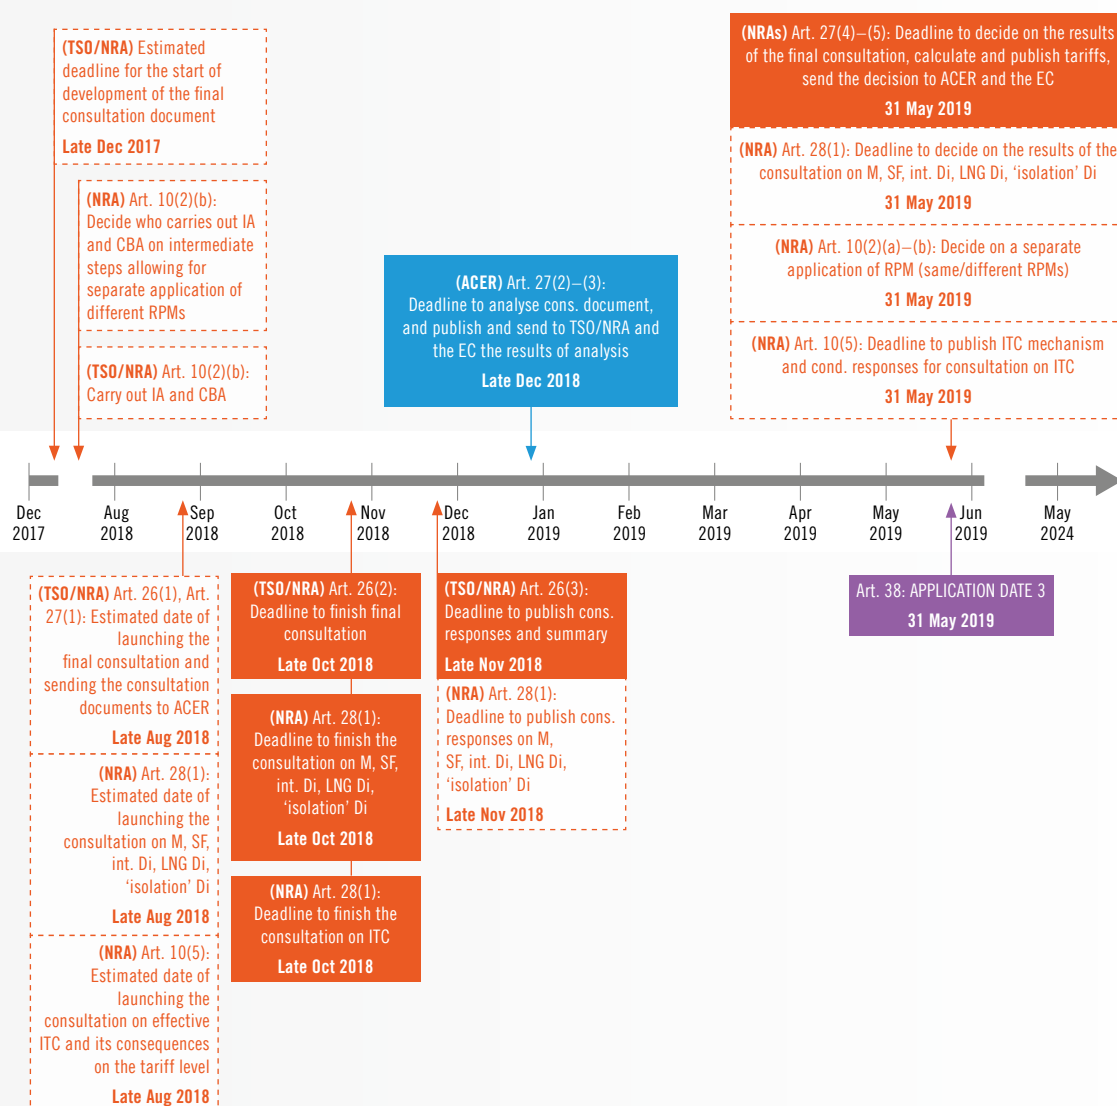 (TSO/NRA) Estimated
deadline for the start of
development of the final
consultation document
Late Dec 2017
(NRA) Art. 10(2)(b):
Decide who carries out IA
and CBA on intermediate
steps allowing for
separate application of
different RPMs
(TSO/NRA) Art. 10(2)(b):
Carry out IA and CBA
(ACER) Art. 27(2)–(3):
Deadline to analyse cons. document,
and publish and send to TSO/NRA and
the EC the results of analysis
Late Dec 2018
(NRAs) Art. 27(4)–(5): Deadline to decide on the results
of the final consultation, calculate and publish tariffs,
send the decision to ACER and the EC
31 May 2019
(NRA) Art. 28(1): Deadline to decide on the results of the
consultation on M, SF, int. Di, LNG Di, ‘isolation’ Di
31 May 2019
(NRA) Art. 10(2)(a)–(b): Decide on a separate
application of RPM (same/different RPMs)
31 May 2019
(NRA) Art. 10(5): Deadline to publish ITC mechanism
and cond. responses for consultation on ITC
31 May 2019
Dec
2017
Aug
2018
Sep
2018
Oct
2018
Nov
2018
Dec
2018
Jan
2019
Feb
2019
Mar
2019
Apr
2019
May
2019
Jun
2019
May
2024
(TSO/NRA) Art. 26(1), Art.
27(1): Estimated date of
launching the
final consultation and
sending the consultation
documents to ACER
Late Aug 2018
(NRA) Art. 28(1):
Estimated date of
launching the
consultation on M, SF,
int. Di, LNG Di,
‘isolation’ Di
Late Aug 2018
(NRA) Art. 10(5):
Estimated date of
launching the
consultation on effective
ITC and its consequences
on the tariff level
Late Aug 2018
(TSO/NRA) Art. 26(2):
Deadline to finish final
consultation
Late Oct 2018
(NRA) Art. 28(1):
Deadline to finish the
consultation on M, SF,
int. Di, LNG Di,
‘isolation’ Di
Late Oct 2018
(NRA) Art. 28(1):
Deadline to finish the
consultation on ITC
Late Oct 2018
(TSO/NRA) Art. 26(3):
Deadline to publish cons.
responses and summary
Late Nov 2018
(NRA) Art. 28(1):
Deadline to publish cons.
responses on M,
SF, int. Di, LNG Di,
‘isolation’ Di
Late Nov 2018
Art. 38: APPLICATION DATE 3
31 May 2019